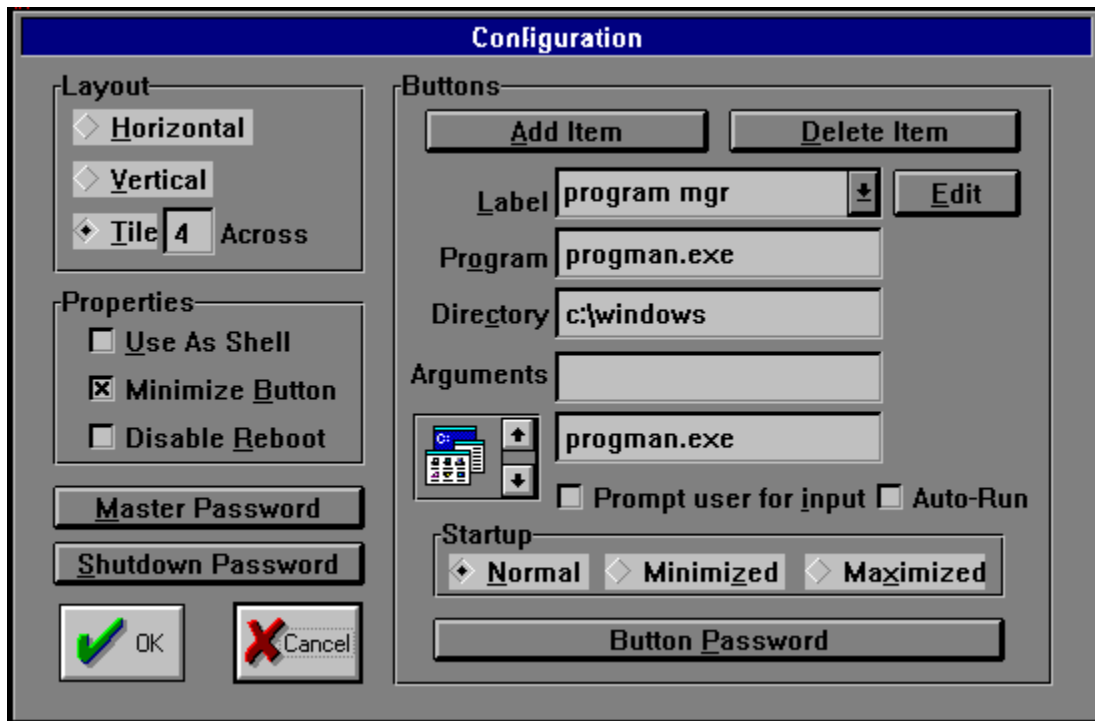 Configuration
Layout
Horizontal
Vertical
Tile 4 Across
Properties
Use As Shell
Minimize Button
Disable Reboot
Master Password
Shutdown Password
OK
Cancel
Buttons
Add Item
Delete Item
Label program mgr Edit
Program progman.exe
Directory c:\windows
Arguments
C:
progman.exe
Prompt user for input Auto-Run
Startup
Normal Minimized Maximized
Button Password